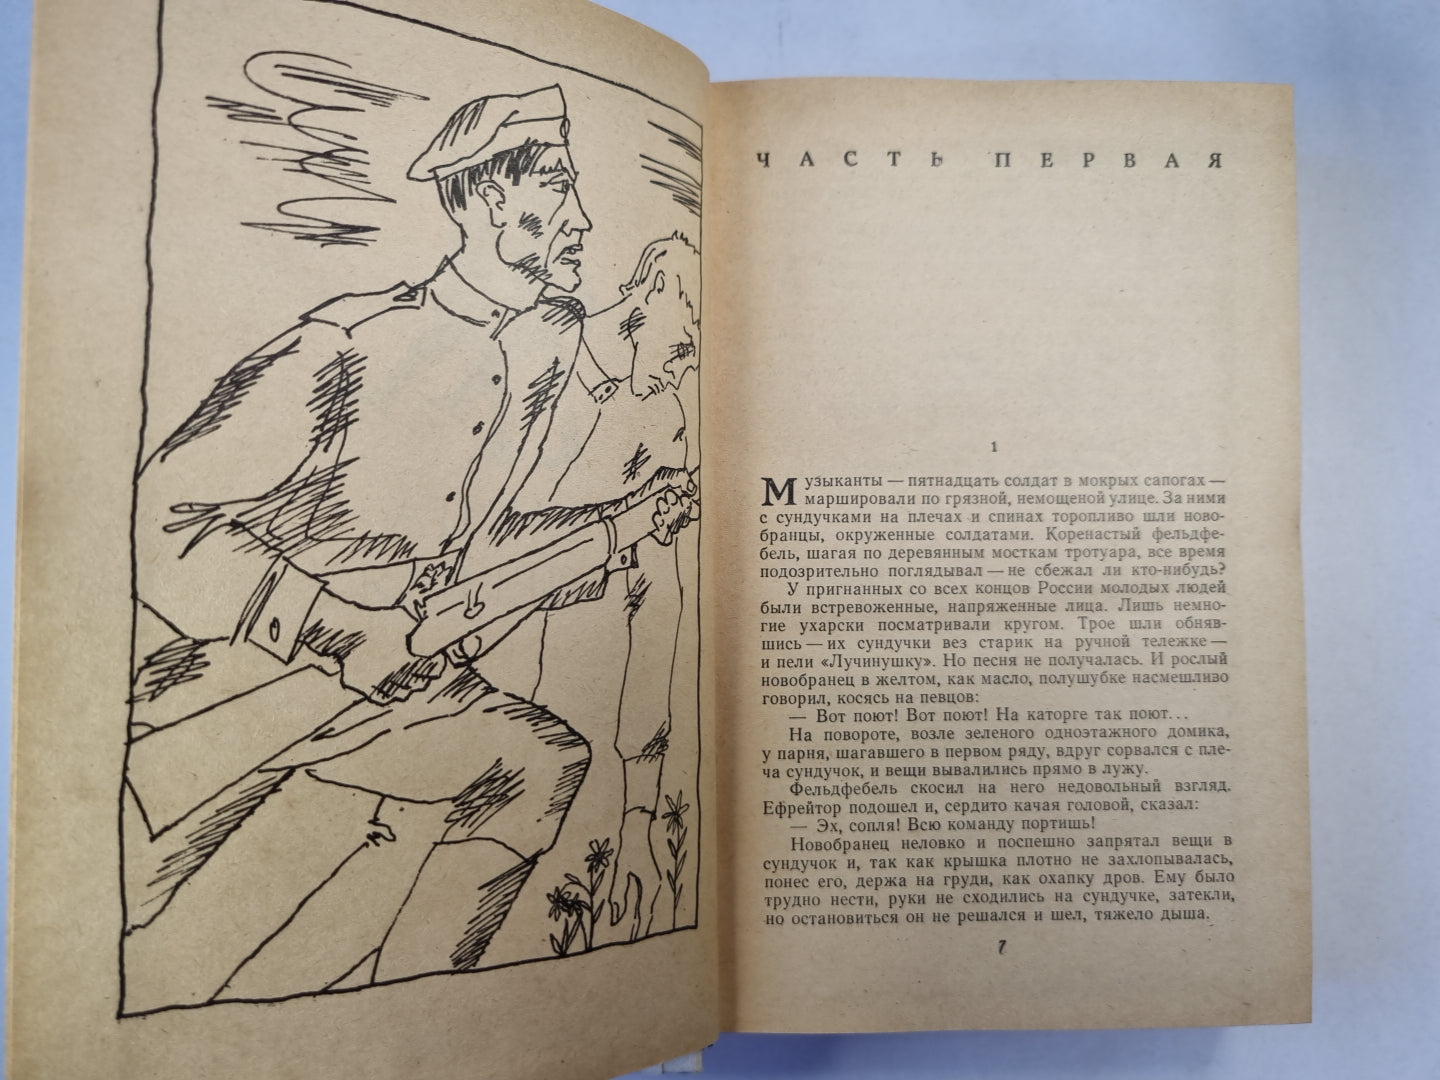 ЧАСТЬ ПЕРВАЯ
1
Музыканты — пятнадцать солдат в мокрых сапогах —
маршировали по грязной, немощеной улице. За ними
с сундучками на плечах и спинах торопливо шли ново-
бранцы, окруженные солдатами. Коренастый фельдфе-
бель, шагая по деревянным мосткам тротуара, все время
подозрительно поглядывал — не сбежал ли кто-нибудь?
У пригнанных со всех концов России молодых людей
были встревоженные, напряженные лица. Лишь немно-
гие ухарски посматривали кругом. Трое шли обняв-
шись — их сундучки вез старик на ручной тележке —
и пели «Лучинушку». Но песня не получалась. И рослый
новобранец в желтом, как масло, полушубке насмешливо
говорил, косясь на певцов:
— Вот поют! Вот поют! На каторге так поют...
На повороте, возле зеленого одноэтажного домика,
у парня, шагавшего в первом ряду, вдруг сорвался с пле-
ча сундучок, и вещи вывалились прямо в лужу.
Фельдфебель скосил на него недовольный взгляд.
Ефрейтор подошел и, сердито качая головой, сказал:
— Эх, сопля! Всю команду портишь!
Новобранец неловко и поспешно запрятал вещи в
сундучок и, так как крышка плотно не захлопывалась,
понес его, держа на груди, как охапку дров. Ему было
трудно нести, руки не сходились на сундучке, затекли,
но остановиться он не решался и шел, тяжело дыша.
7